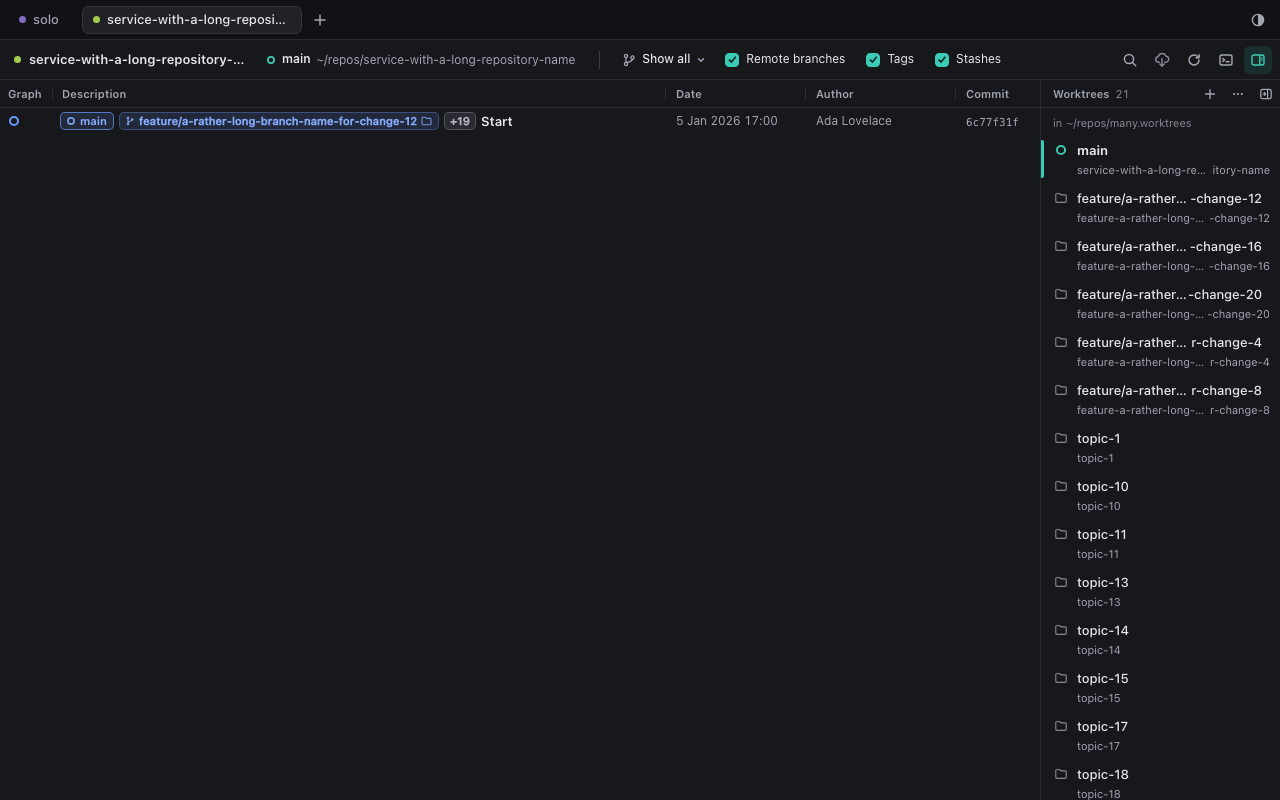 solo
service-with-a-long-reposi...
service-with-a-long-repository-...
main ~/repos/service-with-a-long-repository-name
Show all
Remote branches
Tags
Stashes
Graph
Description
Date
Author
Commit
main
feature/a-rather-long-branch-name-for-change-12
+19
Start
5 Jan 2026 17:00
Ada Lovelace
6c77f31f
Worktrees 21
in ~/repos/many.worktrees
main
service-with-a-long-re... itory-name
feature/a-rather... -change-12
feature-a-rather-long-... -change-12
feature/a-rather... -change-16
feature-a-rather-long-... -change-16
feature/a-rather... -change-20
feature-a-rather-long-... -change-20
feature/a-rather... r-change-4
feature-a-rather-long-... r-change-4
feature/a-rather... r-change-8
feature-a-rather-long-... r-change-8
topic-1
topic-1
topic-10
topic-10
topic-11
topic-11
topic-13
topic-13
topic-14
topic-14
topic-15
topic-15
topic-17
topic-17
topic-18
topic-18